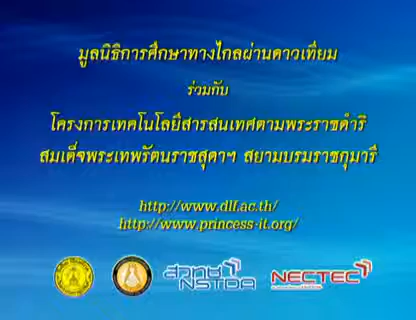 มูลนิธิการศึกษาทางไกลผ่านดาวเทียม
ร่วมกับ
โครงการเทคโนโลยีสารสนเทศตามพระราชดำริ
สมเด็จพระเทพรัตนราชสุดาฯ สยามบรมราชกุมารี
http://www.dlf.ac.th/
http://www.princess-it.org/
สวทช
NSTDA
NECTEC